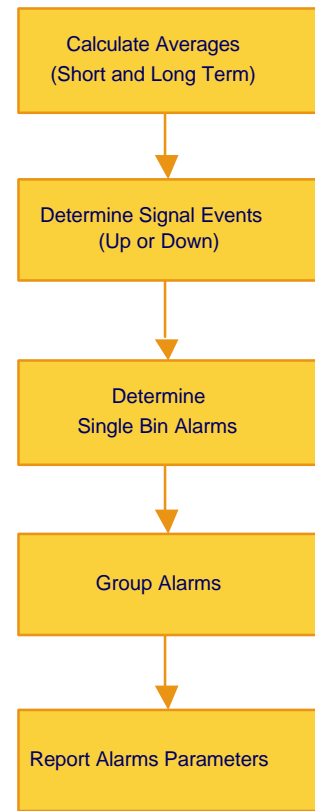 Calculate Averages
(Short and Long Term)
Determine Signal Events
(Up or Down)
Determine
Single Bin Alarms
Group Alarms
Report Alarms Parameters